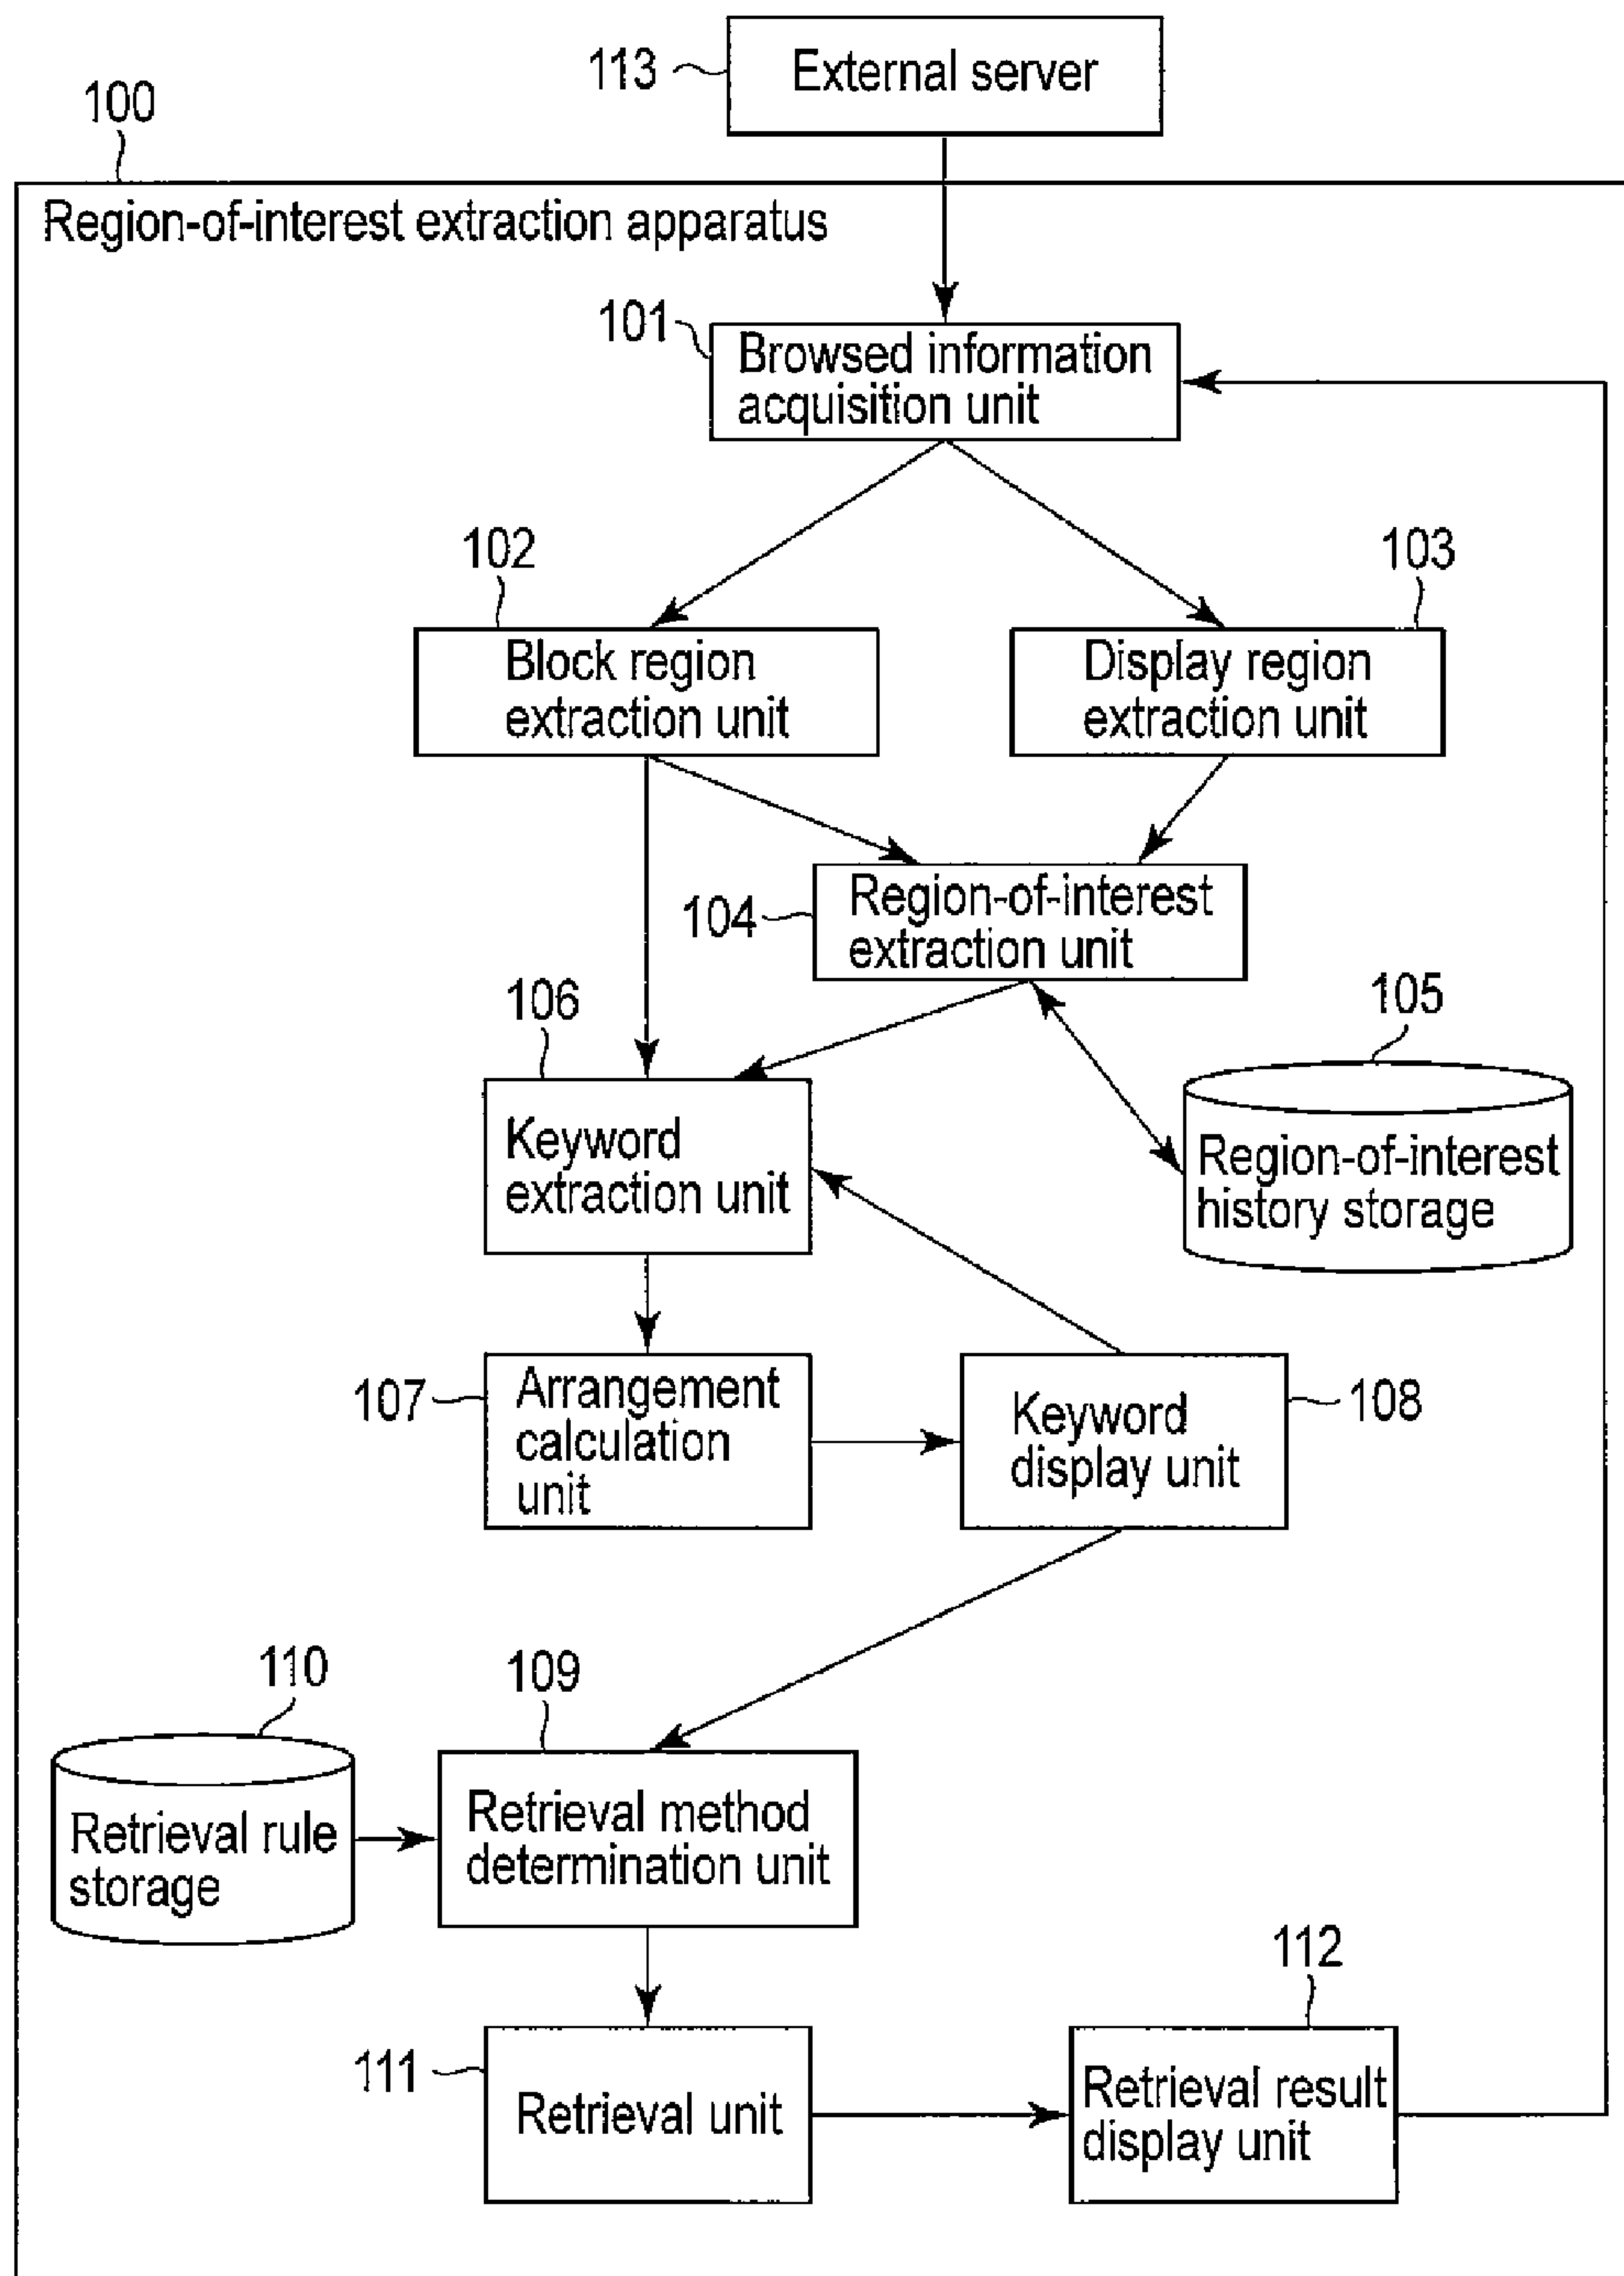 113
External server
100
Region-of-interest extraction apparatus
101
Browsed information
acquisition unit
102
103
Block region
extraction unit
Display region
extraction unit
104
Region-of-interest
extraction unit
106
105
Keyword
extraction unit
Region-of-interest
history storage
107
Arrangement
calculation
unit
Keyword
display unit
108
110
109
Retrieval rule
storage
Retrieval method
determination unit
112
111
Retrieval unit
Retrieval result
display unit